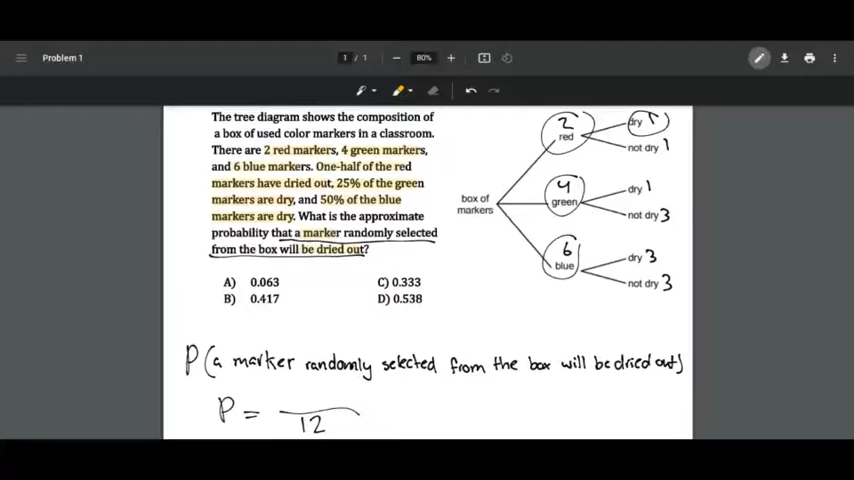 Problem 1
1 / 1
80%
The tree diagram shows the composition of
a box of used color markers in a classroom.
There are 2 red markers, 4 green markers,
and 6 blue markers. One-half of the red
markers have dried out, 25% of the green
markers are dry, and 50% of the blue
markers are dry. What is the approximate
probability that a marker randomly selected
from the box will be dried out?
A) 0.063
C) 0.333
B) 0.417
D) 0.538
box of
markers
2
red
dry 1
not dry 1
4
green
dry 1
not dry 3
6
blue
dry 3
not dry 3
P(a marker randomly selected from the box will be dried out)
P =
12